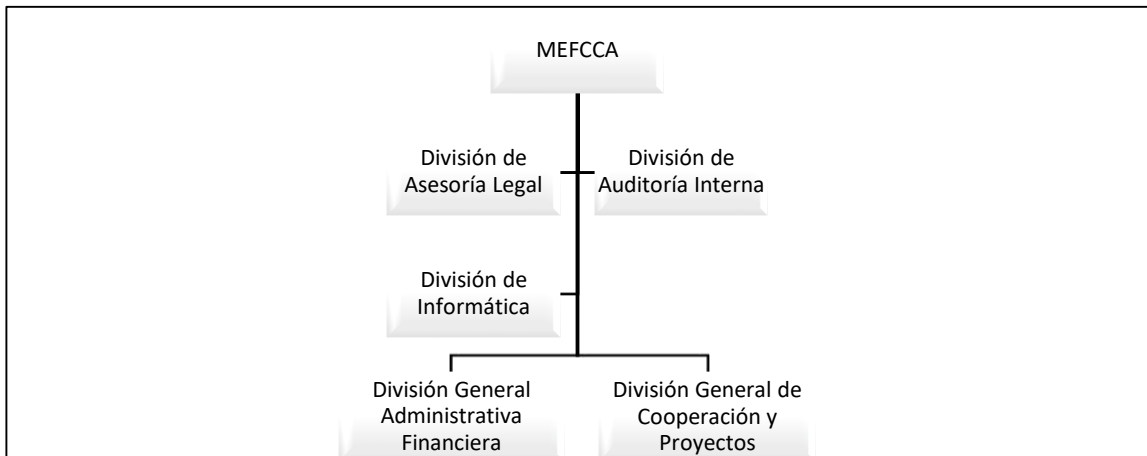 MEFCCA
División de
Asesoría Legal
División de
Auditoría Interna
División de
Informática
División General
Administrativa
Financiera
División General de
Cooperación y
Proyectos